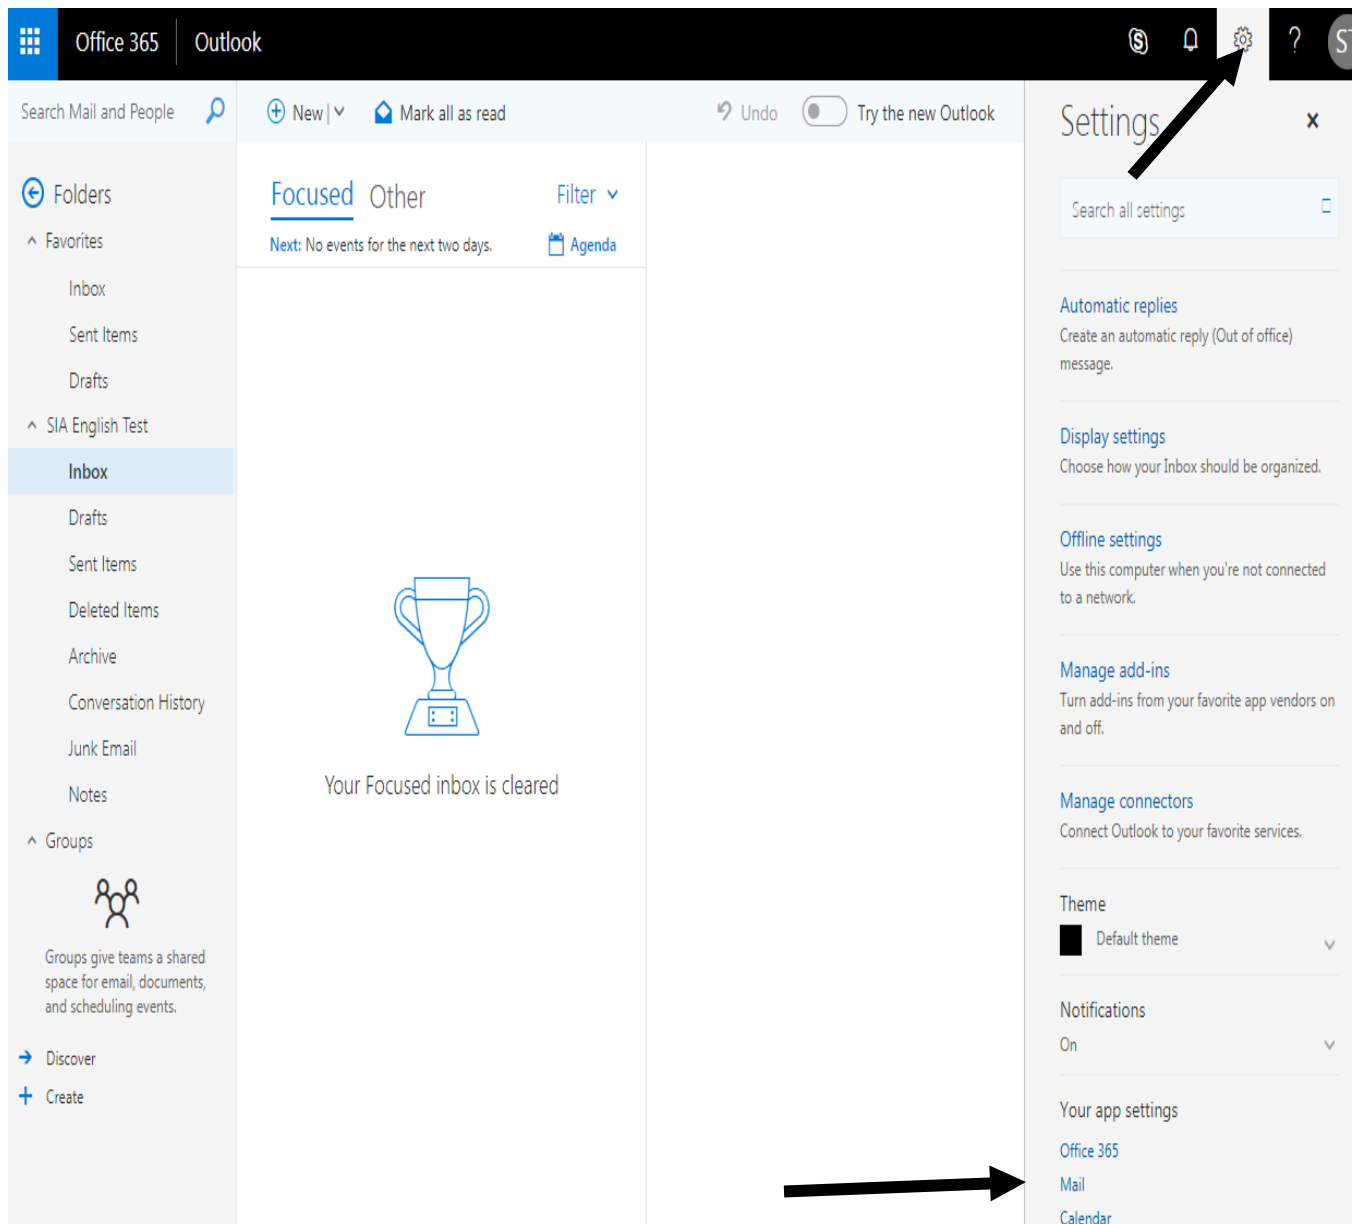 Office 365
Outlook
ST
Search Mail and People
New
Mark all as read
Undo
Try the new Outlook
Folders
Favorites
Inbox
Sent Items
Drafts
SIA English Test
Inbox
Drafts
Sent Items
Deleted Items
Archive
Conversation History
Junk Email
Notes
Groups
Groups give teams a shared
space for email, documents,
and scheduling events.
Discover
Create
Focused
Other
Filter
Next: No events for the next two days.
Agenda
Your Focused inbox is cleared
Settings
x
Search all settings
Automatic replies
Create an automatic reply (Out of office)
message.
Display settings
Choose how your Inbox should be organized.
Offline settings
Use this computer when you're not connected
to a network.
Manage add-ins
Turn add-ins from your favorite app vendors on
and off.
Manage connectors
Connect Outlook to your favorite services.
Theme
Default theme
Notifications
On
Your app settings
Office 365
Mail
Calendar